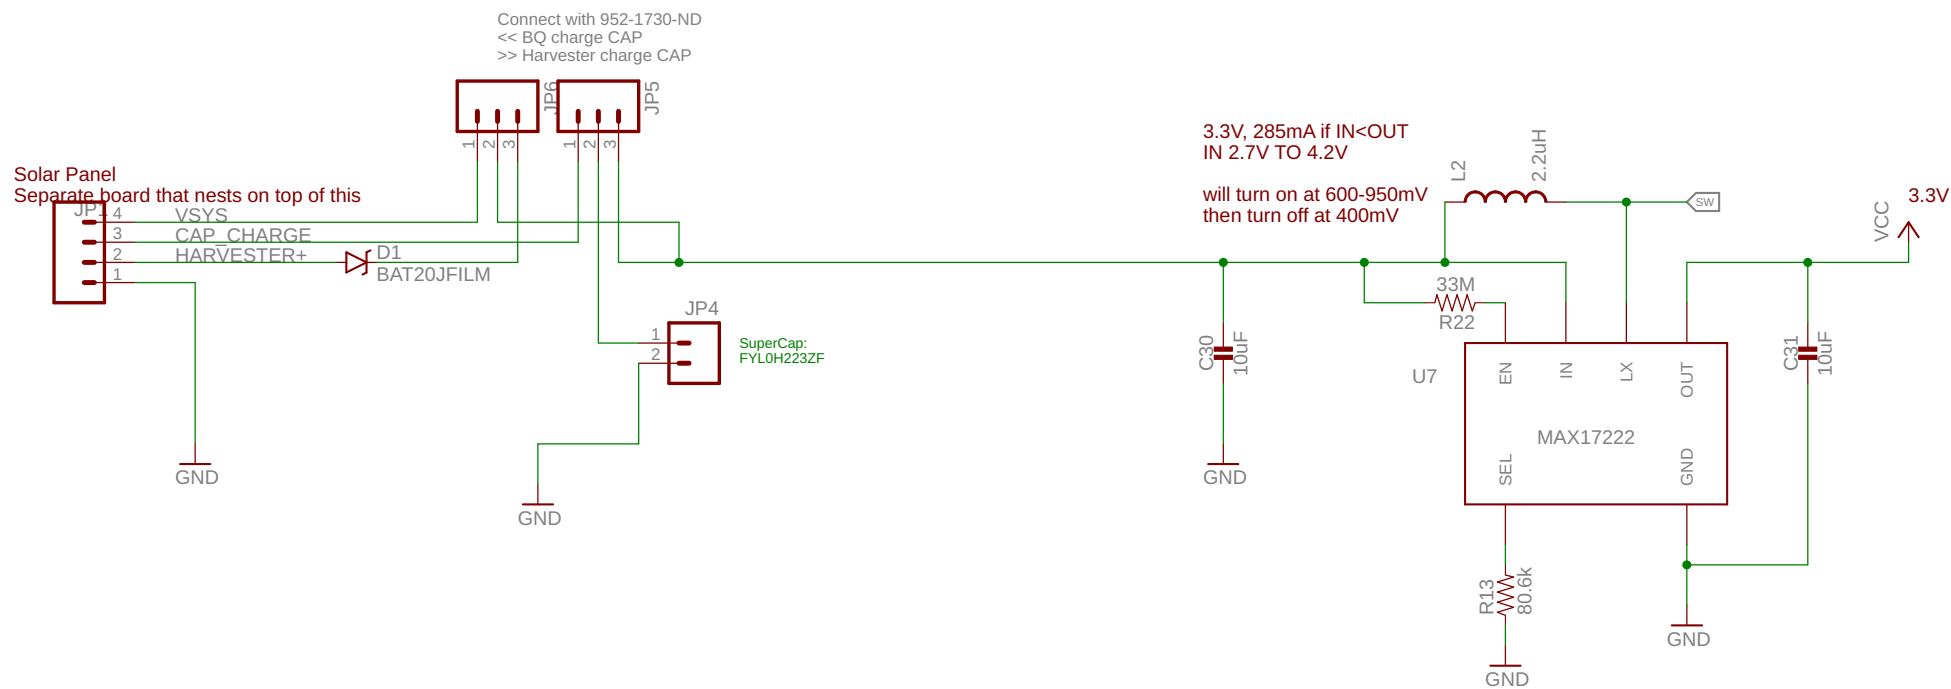 Connect with 952-1730-ND
<< BQ charge CAP
>> Harvester charge CAP
JP6
JP5
1
2
3
1
2
3
Solar Panel
Separate board that nests on top of this
JP1
4
VSYS
3
CAP_CHARGE
2
HARVESTER+
1
D1
BAT20JFILM
GND
JP4
1
2
SuperCap:
FYL0H223ZF
GND
3.3V, 285mA if IN<OUT
IN 2.7V TO 4.2V
will turn on at 600-950mV
then turn off at 400mV
L2
2.2uH
SW
VCC
3.3V
33M
R22
C30
10uF
GND
U7
EN
IN
LX
OUT
MAX17222
SEL
GND
C31
10uF
R13
80.6k
GND
GND